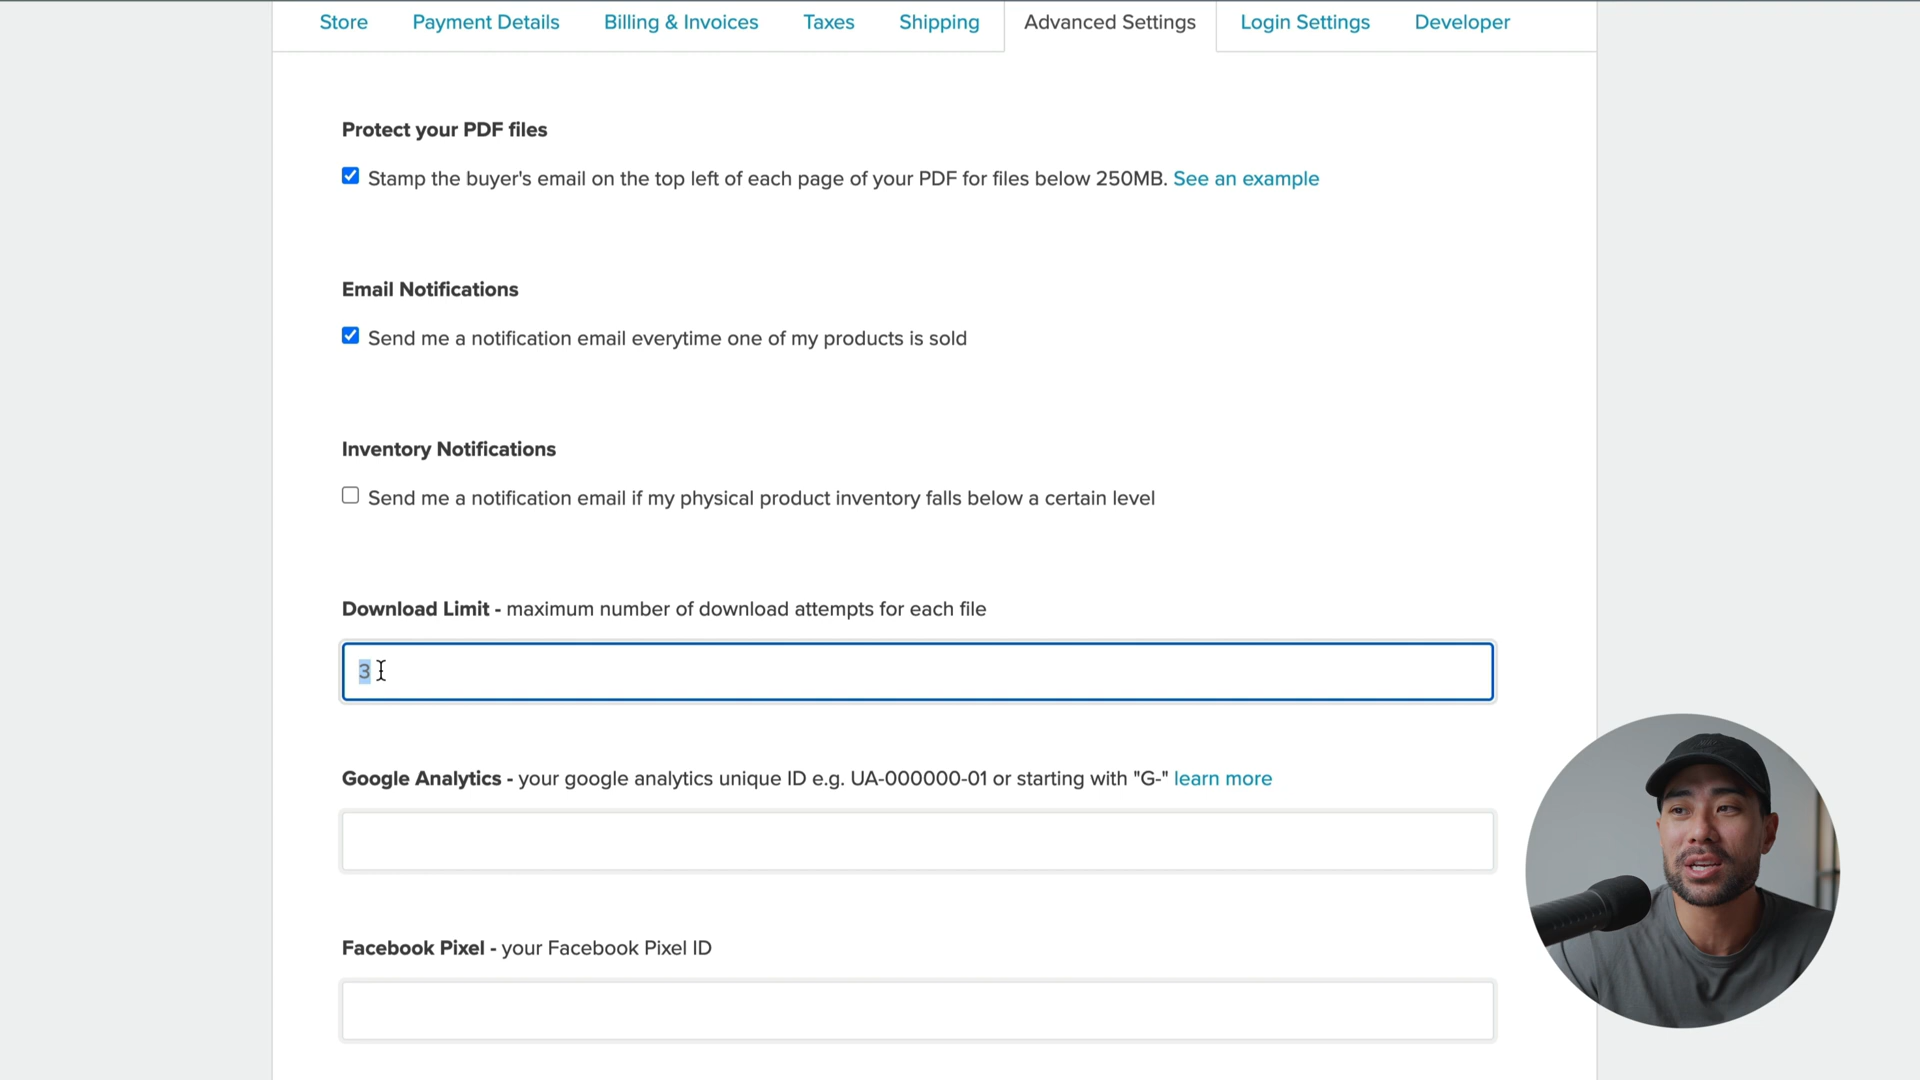 Store Payment Details Billing & Invoices Taxes Shipping Advanced Settings Login Settings Developer
Protect your PDF files
Stamp the buyer's email on the top left of each page of your PDF for files below 250MB. See an example
Email Notifications
Send me a notification email everytime one of my products is sold
Inventory Notifications
Send me a notification email if my physical product inventory falls below a certain level
Download Limit - maximum number of download attempts for each file
3
Google Analytics - your google analytics unique ID e.g. UA-000000-01 or starting with "G-" learn more
Facebook Pixel - your Facebook Pixel ID